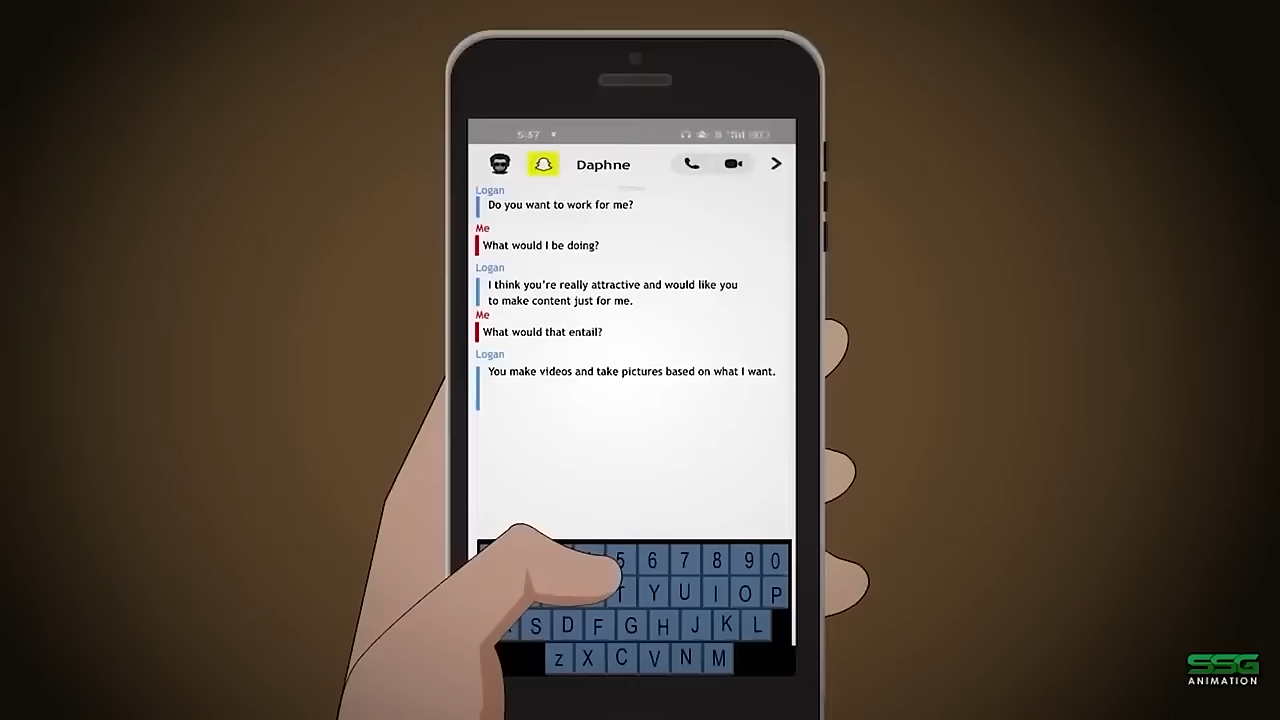 5:37
Daphne
Logan
Do you want to work for me?
Me
What would I be doing?
Logan
I think you're really attractive and would like you
to make content just for me.
Me
What would that entail?
Logan
You make videos and take pictures based on what I want.
5 6 7 8 9 0
T Y U I O P
S D F G H J K L
z X C V N M
SSG
ANIMATION